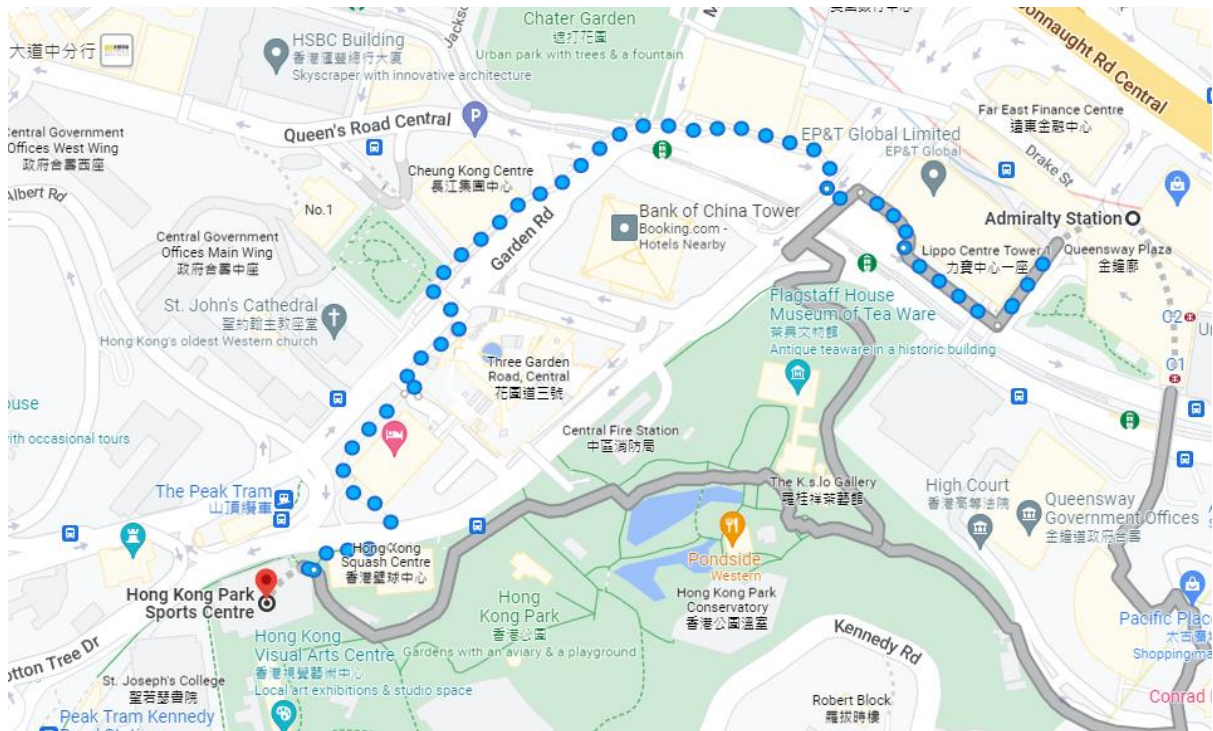 Chater Garden
遮打花園
Urban park with trees & a fountain
HSBC Building
香港匯豐總行大廈
Skyscraper with innovative architecture
大道中分行
Connaught Rd Central
Queen's Road Central
P
Far East Finance Centre
遠東金融中心
EP&T Global Limited
EP&T Global
Drake St
Central Government
Offices West Wing
政府合署西座
Albert Rd
Cheung Kong Centre
長江集團中心
No.1
Garden Rd
Bank of China Tower
Booking.com -
Hotels Nearby
Admiralty Station
Lippo Centre Tower 1
力寶中心一座
Queensway Plaza
金鐘廊
Central Government
Offices Main Wing
政府合署中座
St. John's Cathedral
聖約翰主教座堂
Hong Kong's oldest Western church
Flagstaff House
Museum of Tea Ware
茶具文物館
Antique teaware in a historic building
C2
C1
Three Garden
Road, Central
花園道三號
with occasional tours
Central Fire Station
中區消防局
The Peak Tram
山頂纜車
The K.s.lo Gallery
羅桂祥茶藝館
High Court
香港高等法院
Queensway
Government Offices
金鐘道政府合署
Hong Kong
Squash Centre
香港壁球中心
Pondside
Western
Hong Kong Park
Conservatory
香港公園溫室
Hong Kong Park
Sports Centre
Hong
Kong Park
香港公園
Gardens with an aviary & a playground
Pacific Place
太古廣場
Shopping ma
Kennedy Rd
otton Tree Dr
Hong Kong
Visual Arts Centre
香港視覺藝術中心
Local art exhibitions & studio space
St. Joseph's College
聖若瑟書院
Robert Block
羅拔時樓
Conrad
Peak Tram Kennedy